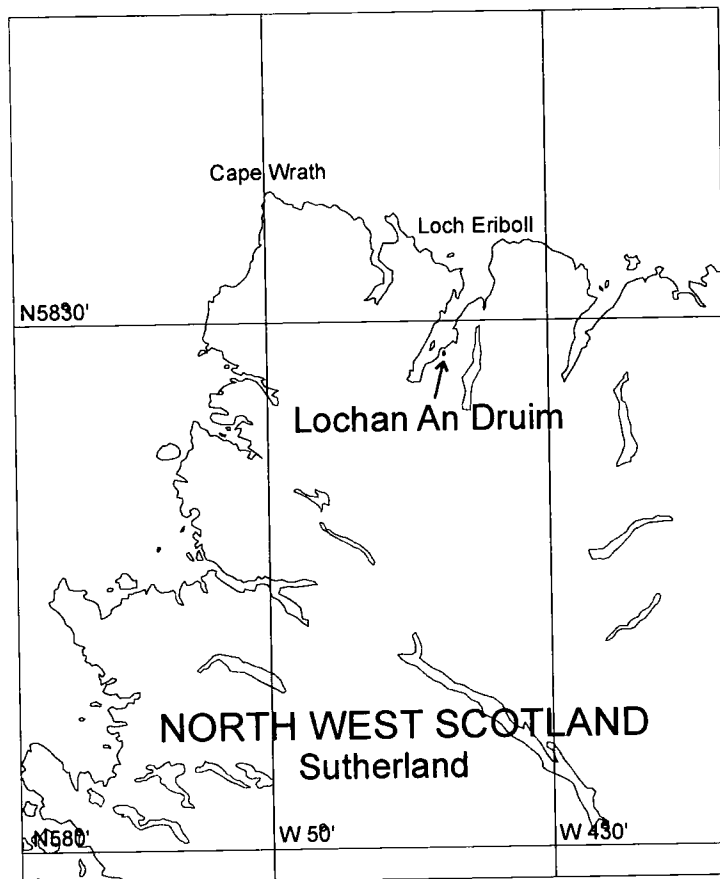 Cape Wrath
Loch Eriboll
N58°30'
Lochan An Druim
NORTH WEST SCOTLAND
Sutherland
N58°0'
W 5°0'
W 4°30'